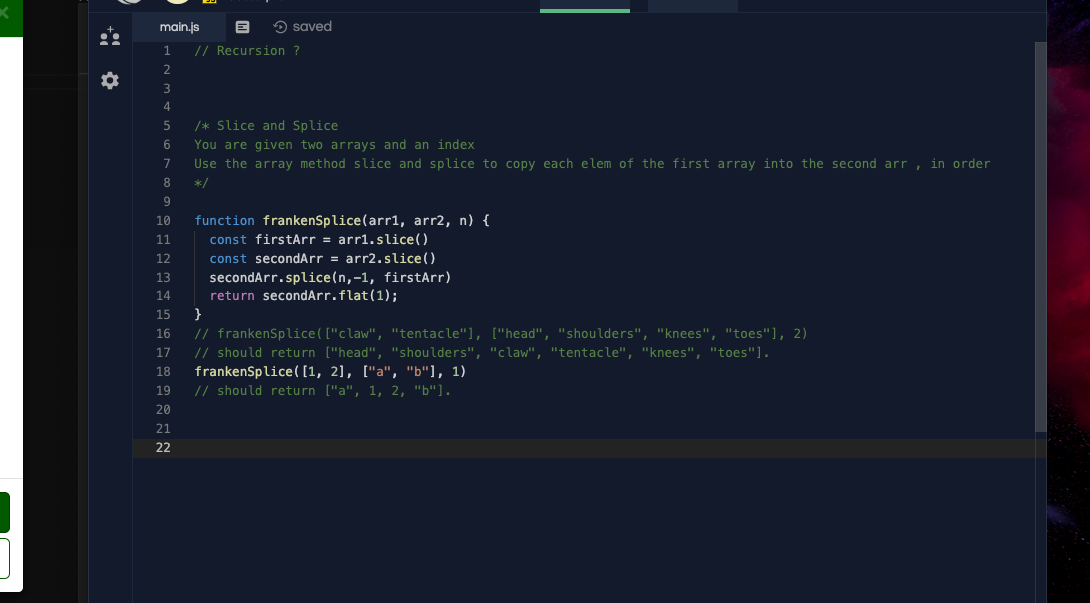 main.js saved
1 // Recursion ?
2
3
4
5 /* Slice and Splice
6 You are given two arrays and an index
7 Use the array method slice and splice to copy each elem of the first array into the second arr , in order
8 */
9
10 function frankenSplice(arr1, arr2, n) {
11 const firstArr = arr1.slice()
12 const secondArr = arr2.slice()
13 secondArr.splice(n,-1, firstArr)
14 return secondArr.flat(1);
15 }
16 // frankenSplice(["claw", "tentacle"], ["head", "shoulders", "knees", "toes"], 2)
17 // should return ["head", "shoulders", "claw", "tentacle", "knees", "toes"].
18 frankenSplice([1, 2], ["a", "b"], 1)
19 // should return ["a", 1, 2, "b"].
20
21
22